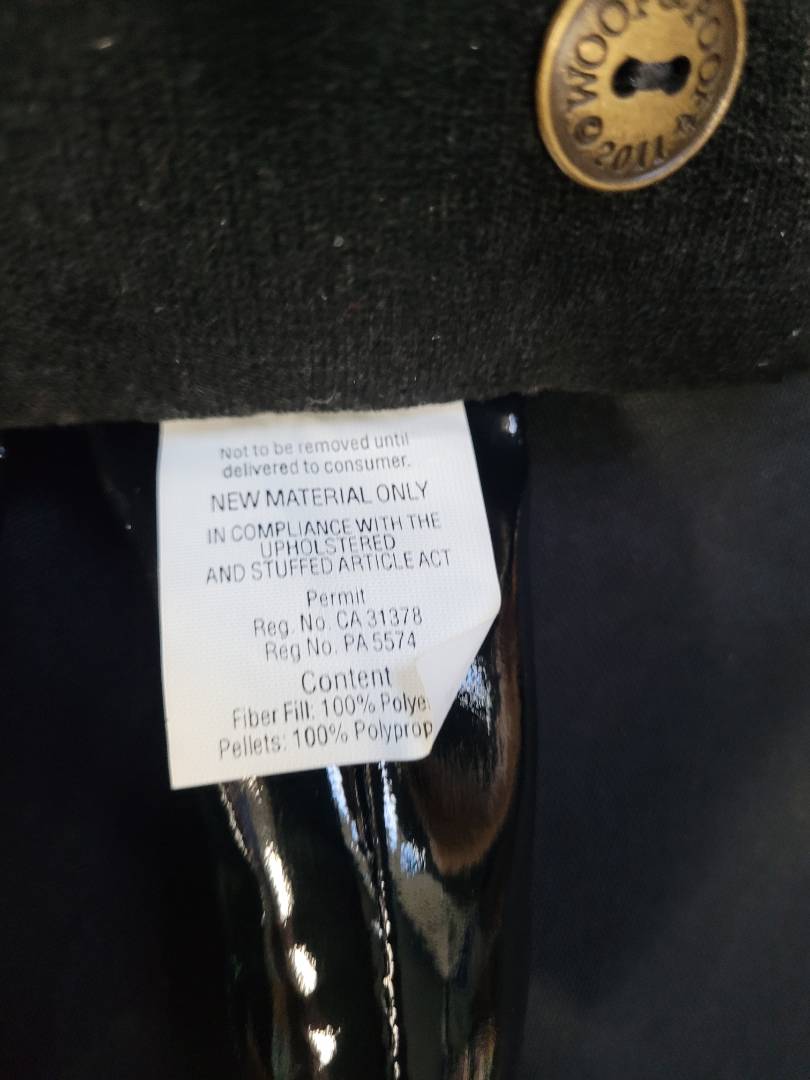 © WOOF & POOF & 2011
Not to be removed until
delivered to consumer.
NEW MATERIAL ONLY
IN COMPLIANCE WITH THE
UPHOLSTERED
AND STUFFED ARTICLE ACT
Permit
Reg. No. CA 31378
Reg No. PA 5574
Content
Fiber Fill: 100% Polye
Pellets: 100% Polyprop